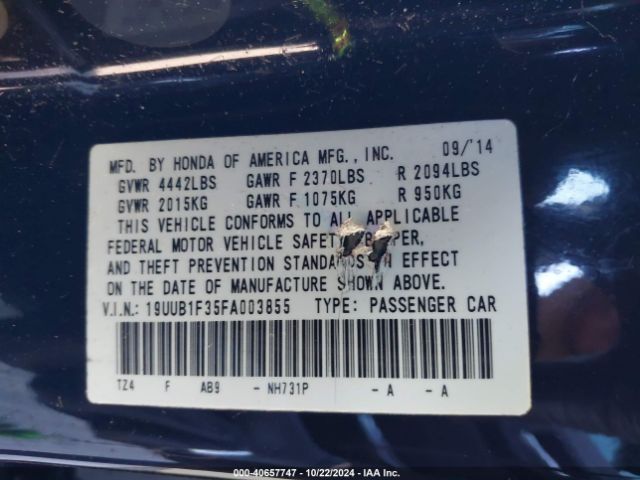 MFD. BY HONDA OF AMERICA MFG., INC. 09/'14
GVWR 4442LBS GAWR F 2370LBS R 2094LBS
GVWR 2015KG GAWR F 1075KG R 950KG
THIS VEHICLE CONFORMS TO ALL APPLICABLE
FEDERAL MOTOR VEHICLE SAFETY, ,
AND THEFT PREVENTION STANDARDS IN EFFECT
ON THE DATE OF MANUFACTURE SHOWN ABOVE.
V.I.N.: 19UUB1F35FA003855 TYPE: PASSENGER CAR
TZ4 F AB9 - NH731P - A - A
000-40657747 - 10/22/2024 - IAA Inc.